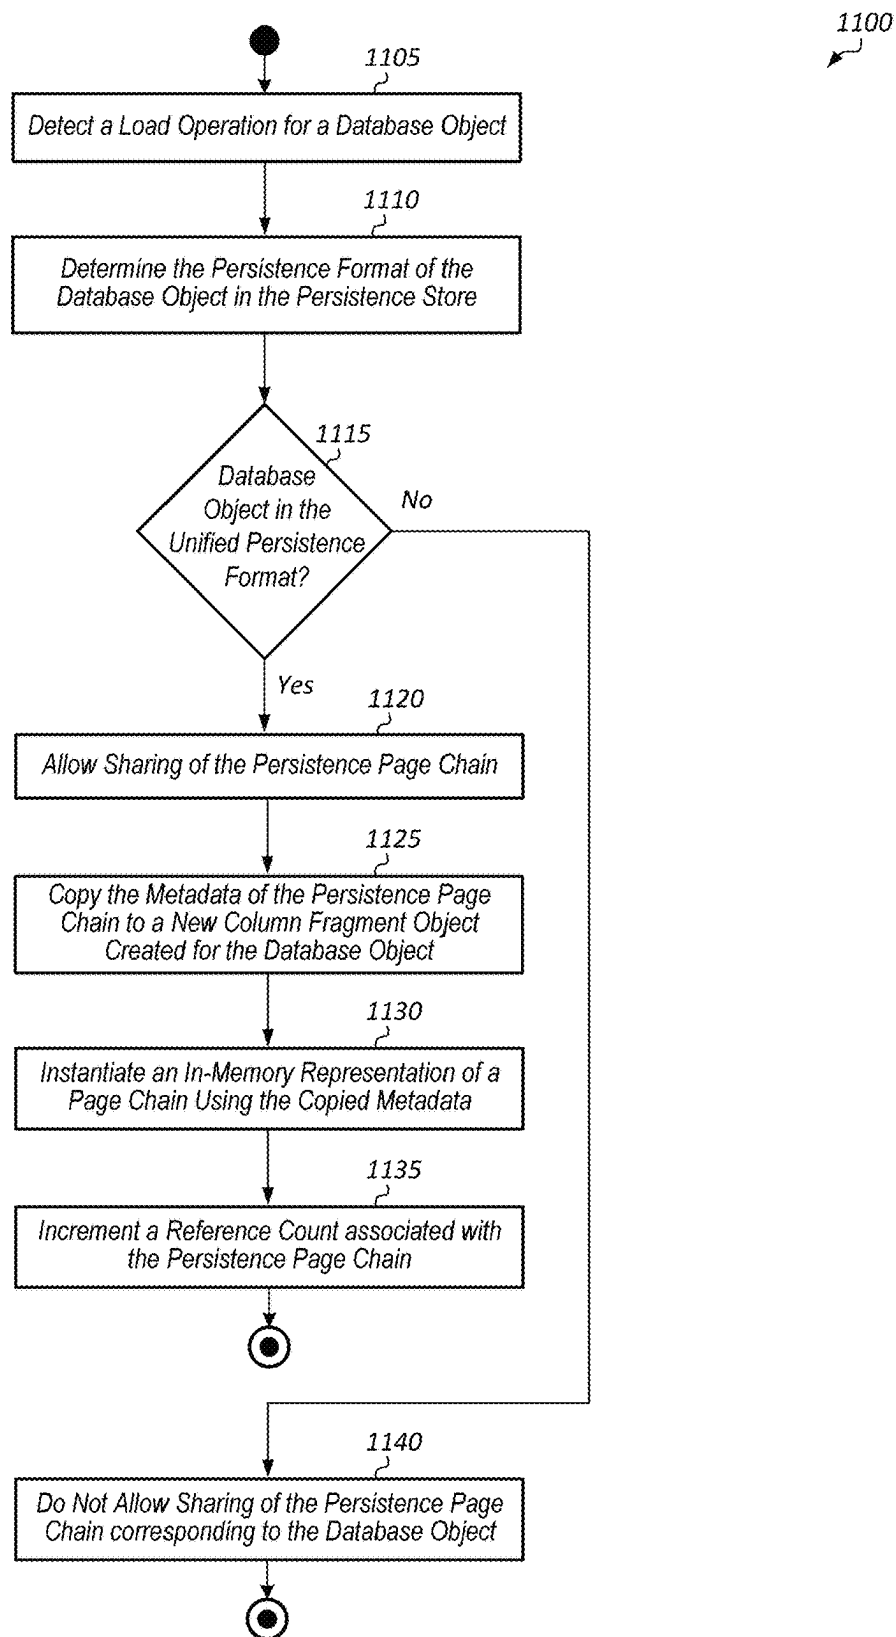 1100
1105
Detect a Load Operation for a Database Object
1110
Determine the Persistence Format of the
Database Object in the Persistence Store
1115
Database
Object in the
Unified Persistence
Format?
No
Yes
1120
Allow Sharing of the Persistence Page Chain
1125
Copy the Metadata of the Persistence Page
Chain to a New Column Fragment Object
Created for the Database Object
1130
Instantiate an In-Memory Representation of a
Page Chain Using the Copied Metadata
1135
Increment a Reference Count associated with
the Persistence Page Chain
1140
Do Not Allow Sharing of the Persistence Page
Chain corresponding to the Database Object